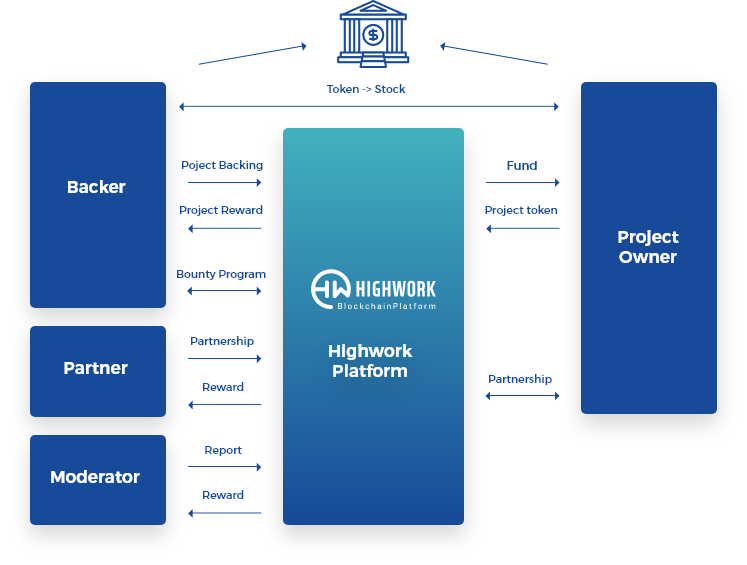 $
Token -> Stock
Backer
Poject Backing
Project Reward
Bounty Program
Fund
Project token
Project
Owner
HW HIGHWORK
BlockchainPlatform
Highwork
Platform
Partner
Partnership
Reward
Partnership
Moderator
Report
Reward